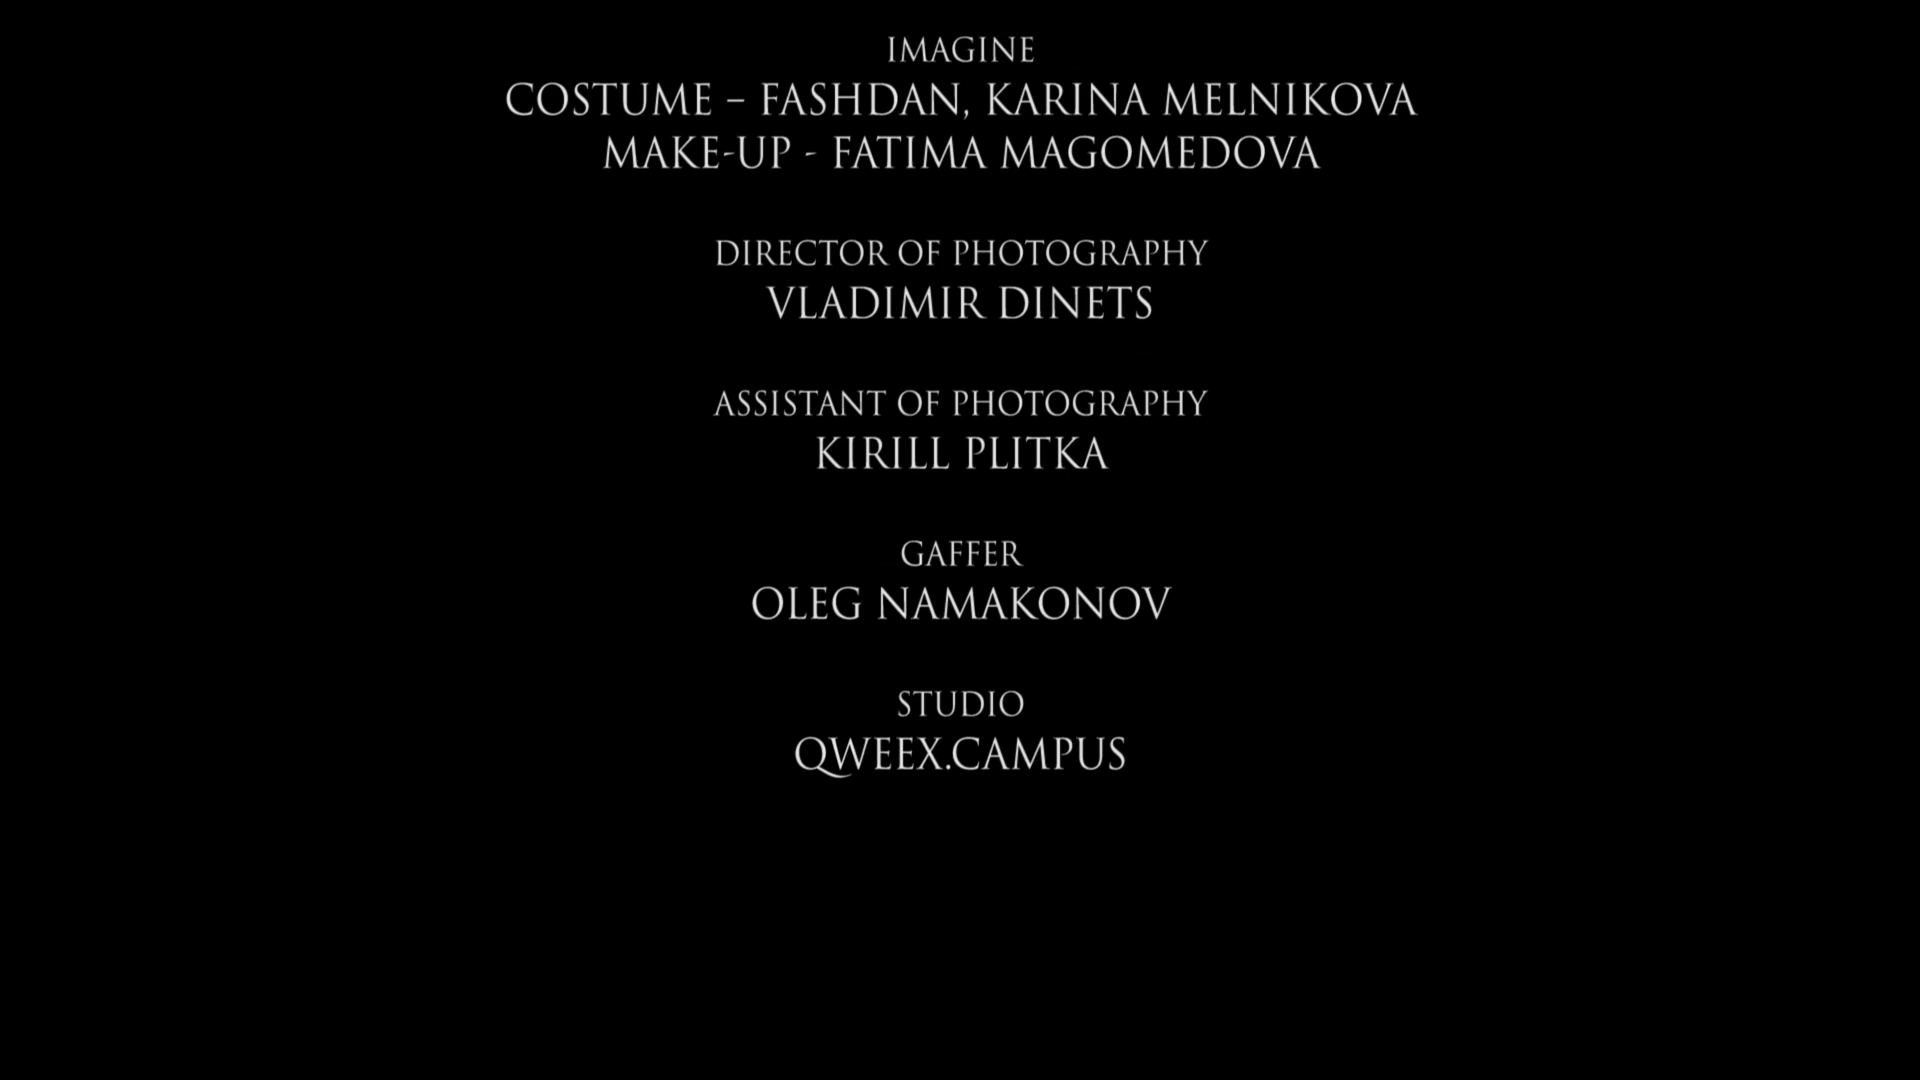 IMAGINE
COSTUME – FASHDAN, KARINA MELNIKOVA
MAKE-UP - FATIMA MAGOMEDOVA
DIRECTOR OF PHOTOGRAPHY
VLADIMIR DINETS
ASSISTANT OF PHOTOGRAPHY
KIRILL PLITKA
GAFFER
OLEG NAMAKONOV
STUDIO
QWEEX.CAMPUS